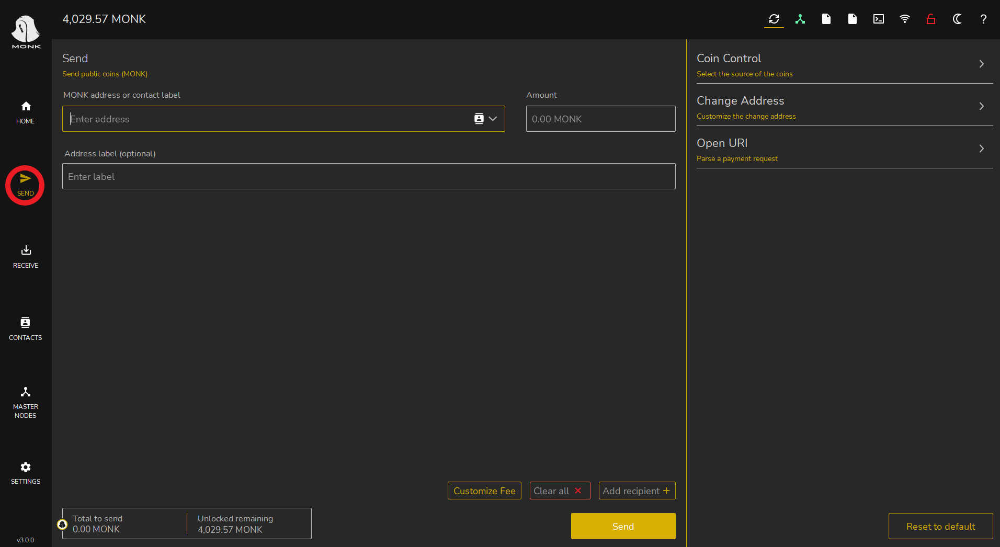 MONK
4,029.57 MONK
HOME
SEND
RECEIVE
CONTACTS
MASTER
NODES
SETTINGS
v3.0.0
Send
Send public coins (MONK)
MONK address or contact label
Amount
Enter address
0.00 MONK
Address label (optional)
Enter label
Customize Fee
Clear all
Add recipient
Total to send
0.00 MONK
Unlocked remaining
4,029.57 MONK
Send
Coin Control
Select the source of the coins
Change Address
Customize the change address
Open URI
Parse a payment request
Reset to default